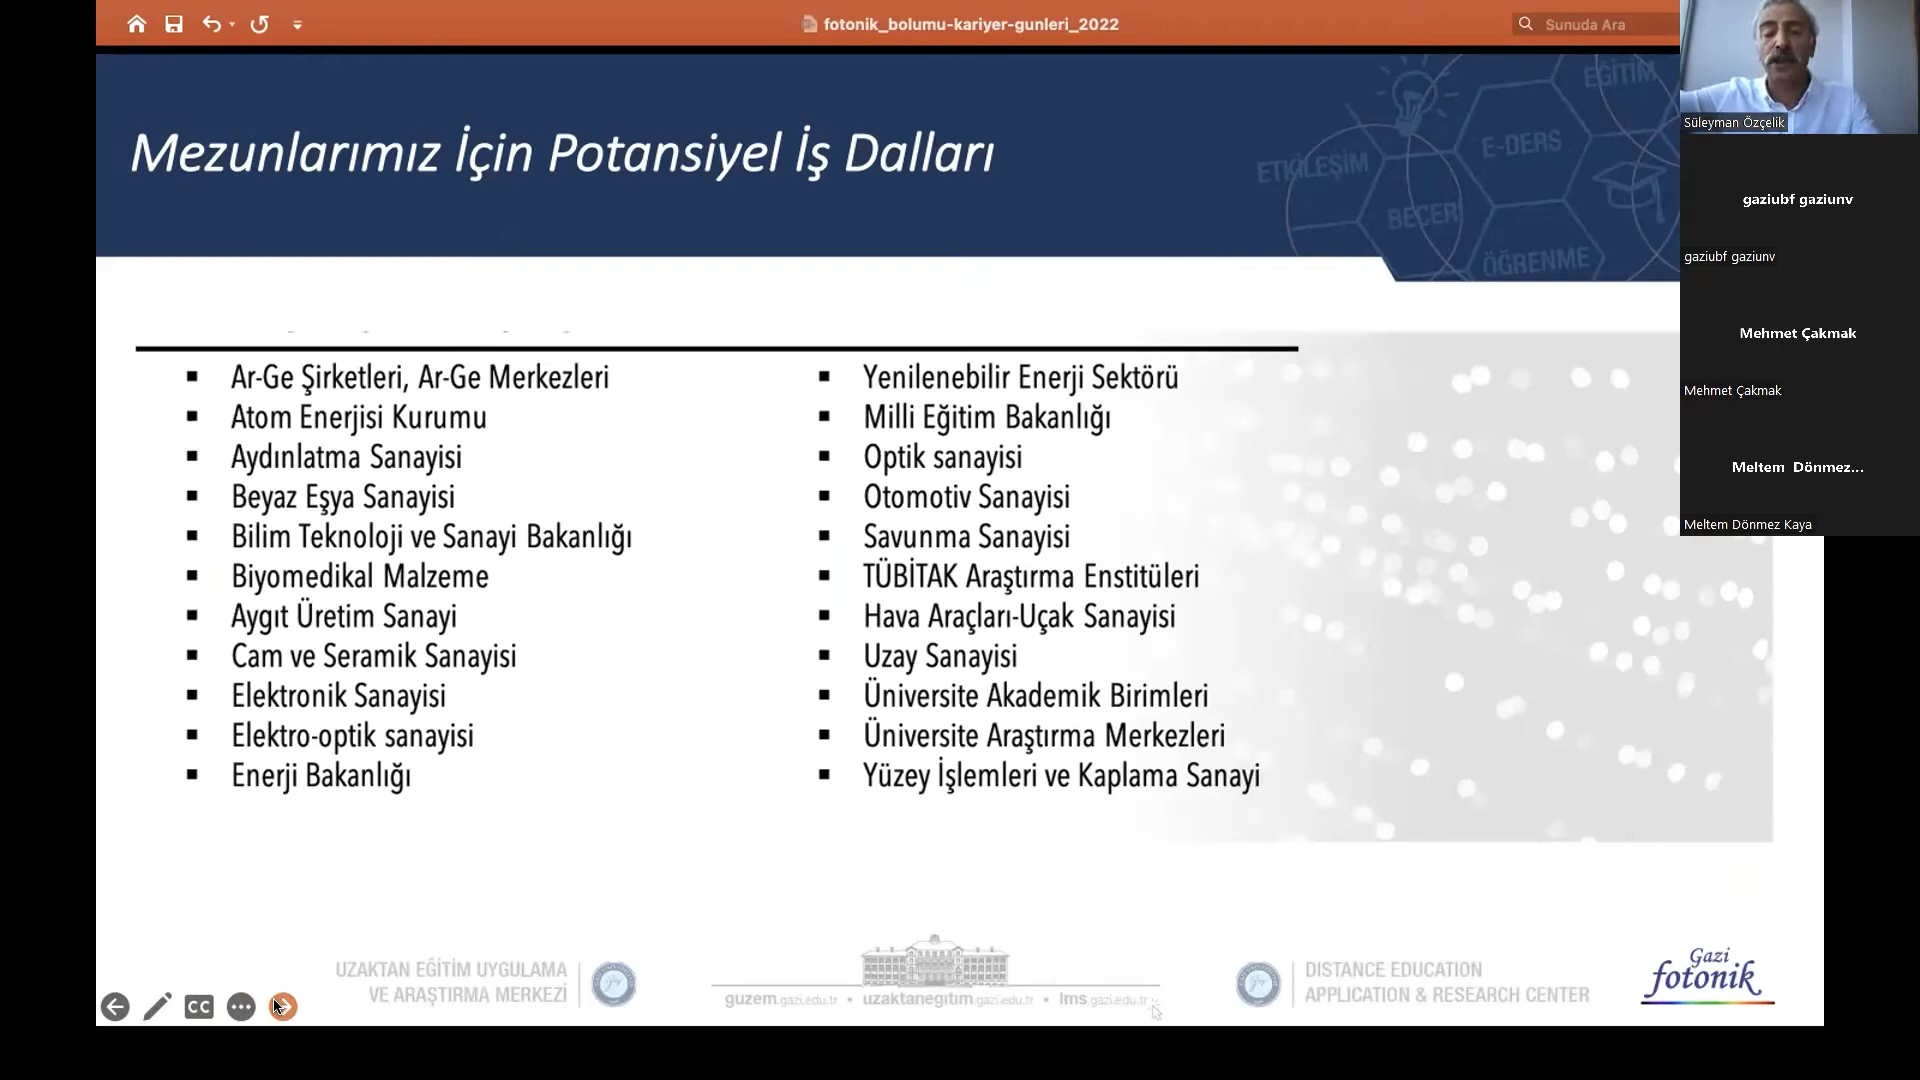 fotonik_bolumu-kariyer-gunleri_2022
Sunuda Ara
Mezunlarımız İçin Potansiyel İş Dalları
EĞİTİM
E-DERS
ETKİLEŞİM
BECER
ÖĞRENME
Süleyman Özçelik
gaziubf gaziunv
gaziubf gaziunv
Mehmet Çakmak
Mehmet Çakmak
Meltem Dönmez...
Meltem Dönmez Kaya
Ar-Ge Şirketleri, Ar-Ge Merkezleri
Atom Enerjisi Kurumu
Aydınlatma Sanayisi
Beyaz Eşya Sanayisi
Bilim Teknoloji ve Sanayi Bakanlığı
Biyomedikal Malzeme
Aygıt Üretim Sanayi
Cam ve Seramik Sanayisi
Elektronik Sanayisi
Elektro-optik sanayisi
Enerji Bakanlığı
Yenilenebilir Enerji Sektörü
Milli Eğitim Bakanlığı
Optik sanayisi
Otomotiv Sanayisi
Savunma Sanayisi
TÜBİTAK Araştırma Enstitüleri
Hava Araçları-Uçak Sanayisi
Uzay Sanayisi
Üniversite Akademik Birimleri
Üniversite Araştırma Merkezleri
Yüzey İşlemleri ve Kaplama Sanayi
UZAKTAN EĞİTİM UYGULAMA
VE ARAŞTIRMA MERKEZİ
guzem.gazi.edu.tr • uzaktanegitim.gazi.edu.tr • lms.gazi.edu.tr
DISTANCE EDUCATION
APPLICATION & RESEARCH CENTER
Gazi
fotonik
CC